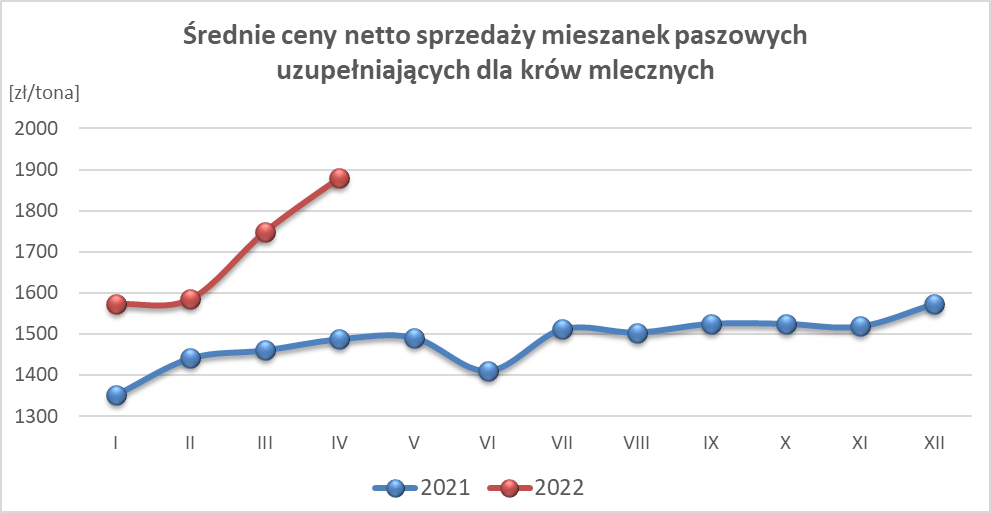 Średnie ceny netto sprzedaży mieszanek paszowych
uzupełniających dla krów mlecznych
[zł/tona]
2000
1900
1800
1700
1600
1500
1400
1300
I II III IV V VI VII VIII IX X XI XII
2021 2022